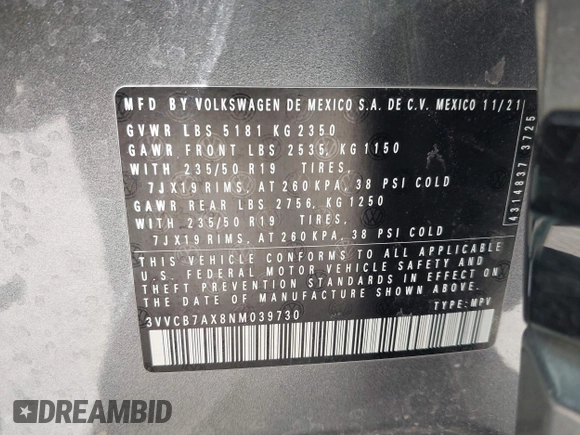 MFD BY VOLKSWAGEN DE MEXICO S.A. DE C.V. MEXICO 11/21
GVWR LBS 5181 KG 2350
GAWR FRONT LBS 2535, KG 1150
WITH 235/50 R19 TIRES,
7JX19 RIMS, AT 260 KPA, 38 PSI COLD
GAWR REAR LBS 2756, KG 1250
WITH 235/50 R19 TIRES,
7JX19 RIMS, AT 260 KPA, 38 PSI COLD
THIS VEHICLE CONFORMS TO ALL APPLICABLE
U.S. FEDERAL MOTOR VEHICLE SAFETY AND
THEFT PREVENTION STANDARDS IN EFFECT ON
THE DATE OF MANUFACTURE SHOWN ABOVE.
3VVCB7AX8NM039730 TYPE: MPV
4314837 3725
DREAMBID